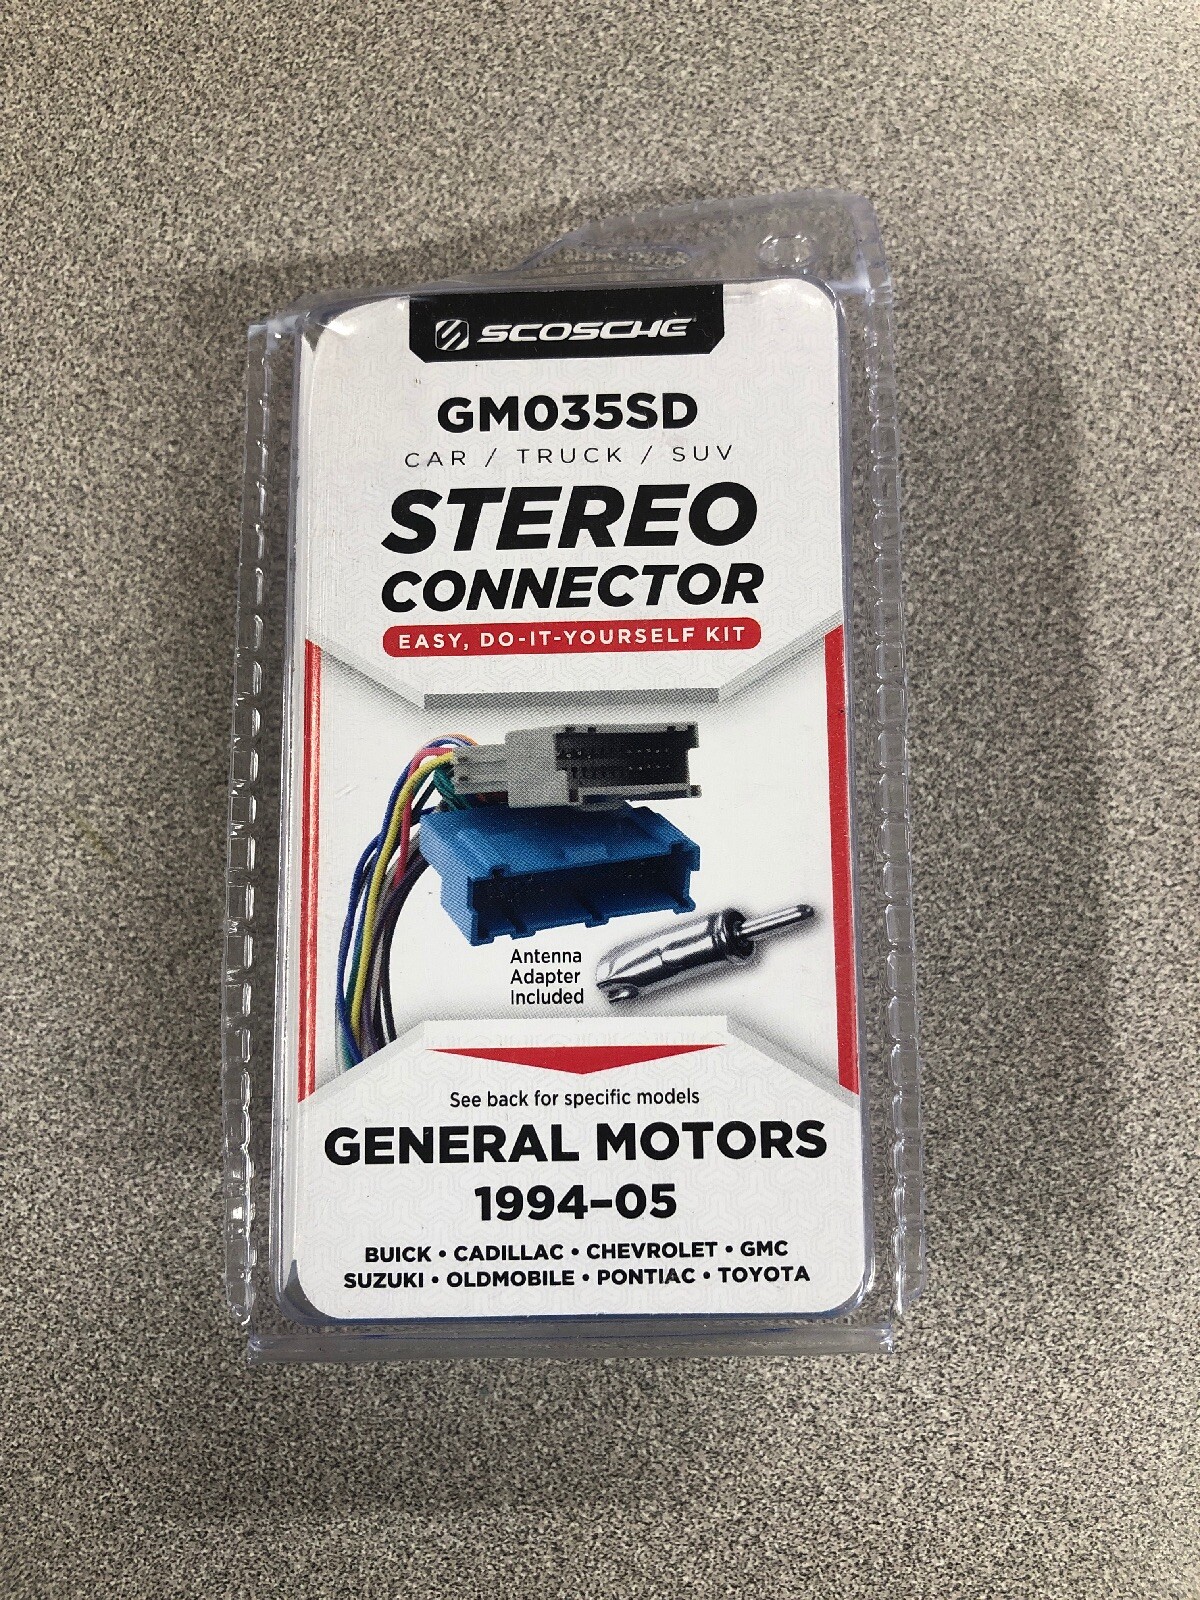 SCOSCHE
GM035SD
CAR / TRUCK / SUV
STEREO
CONNECTOR
EASY, DO-IT-YOURSELF KIT
Antenna
Adapter
Included
See back for specific models
GENERAL MOTORS
1994–05
BUICK • CADILLAC • CHEVROLET • GMC
SUZUKI • OLDMOBILE • PONTIAC • TOYOTA